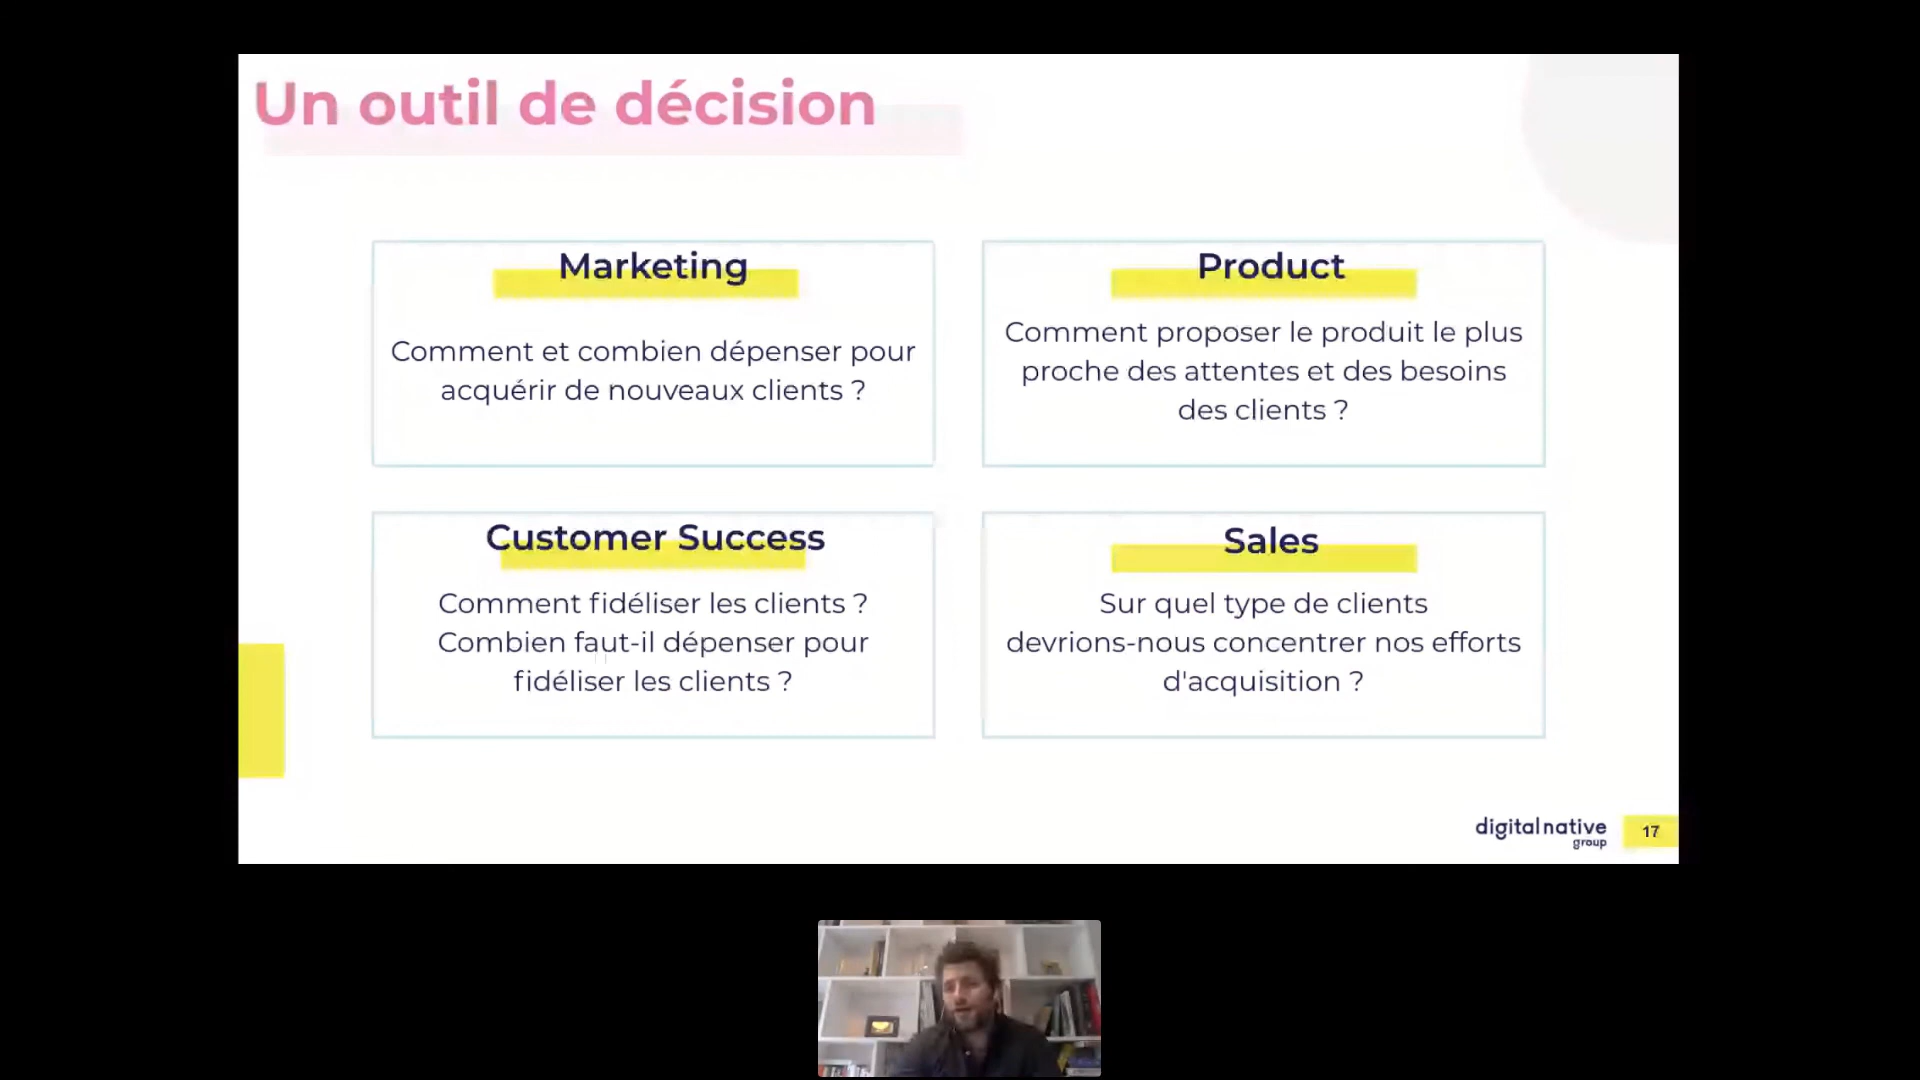 Un outil de décision
Marketing
Comment et combien dépenser pour
acquérir de nouveaux clients ?
Product
Comment proposer le produit le plus
proche des attentes et des besoins
des clients ?
Customer Success
Comment fidéliser les clients ?
Combien faut-il dépenser pour
fidéliser les clients ?
Sales
Sur quel type de clients
devrions-nous concentrer nos efforts
d'acquisition ?
digitalnative
group
17